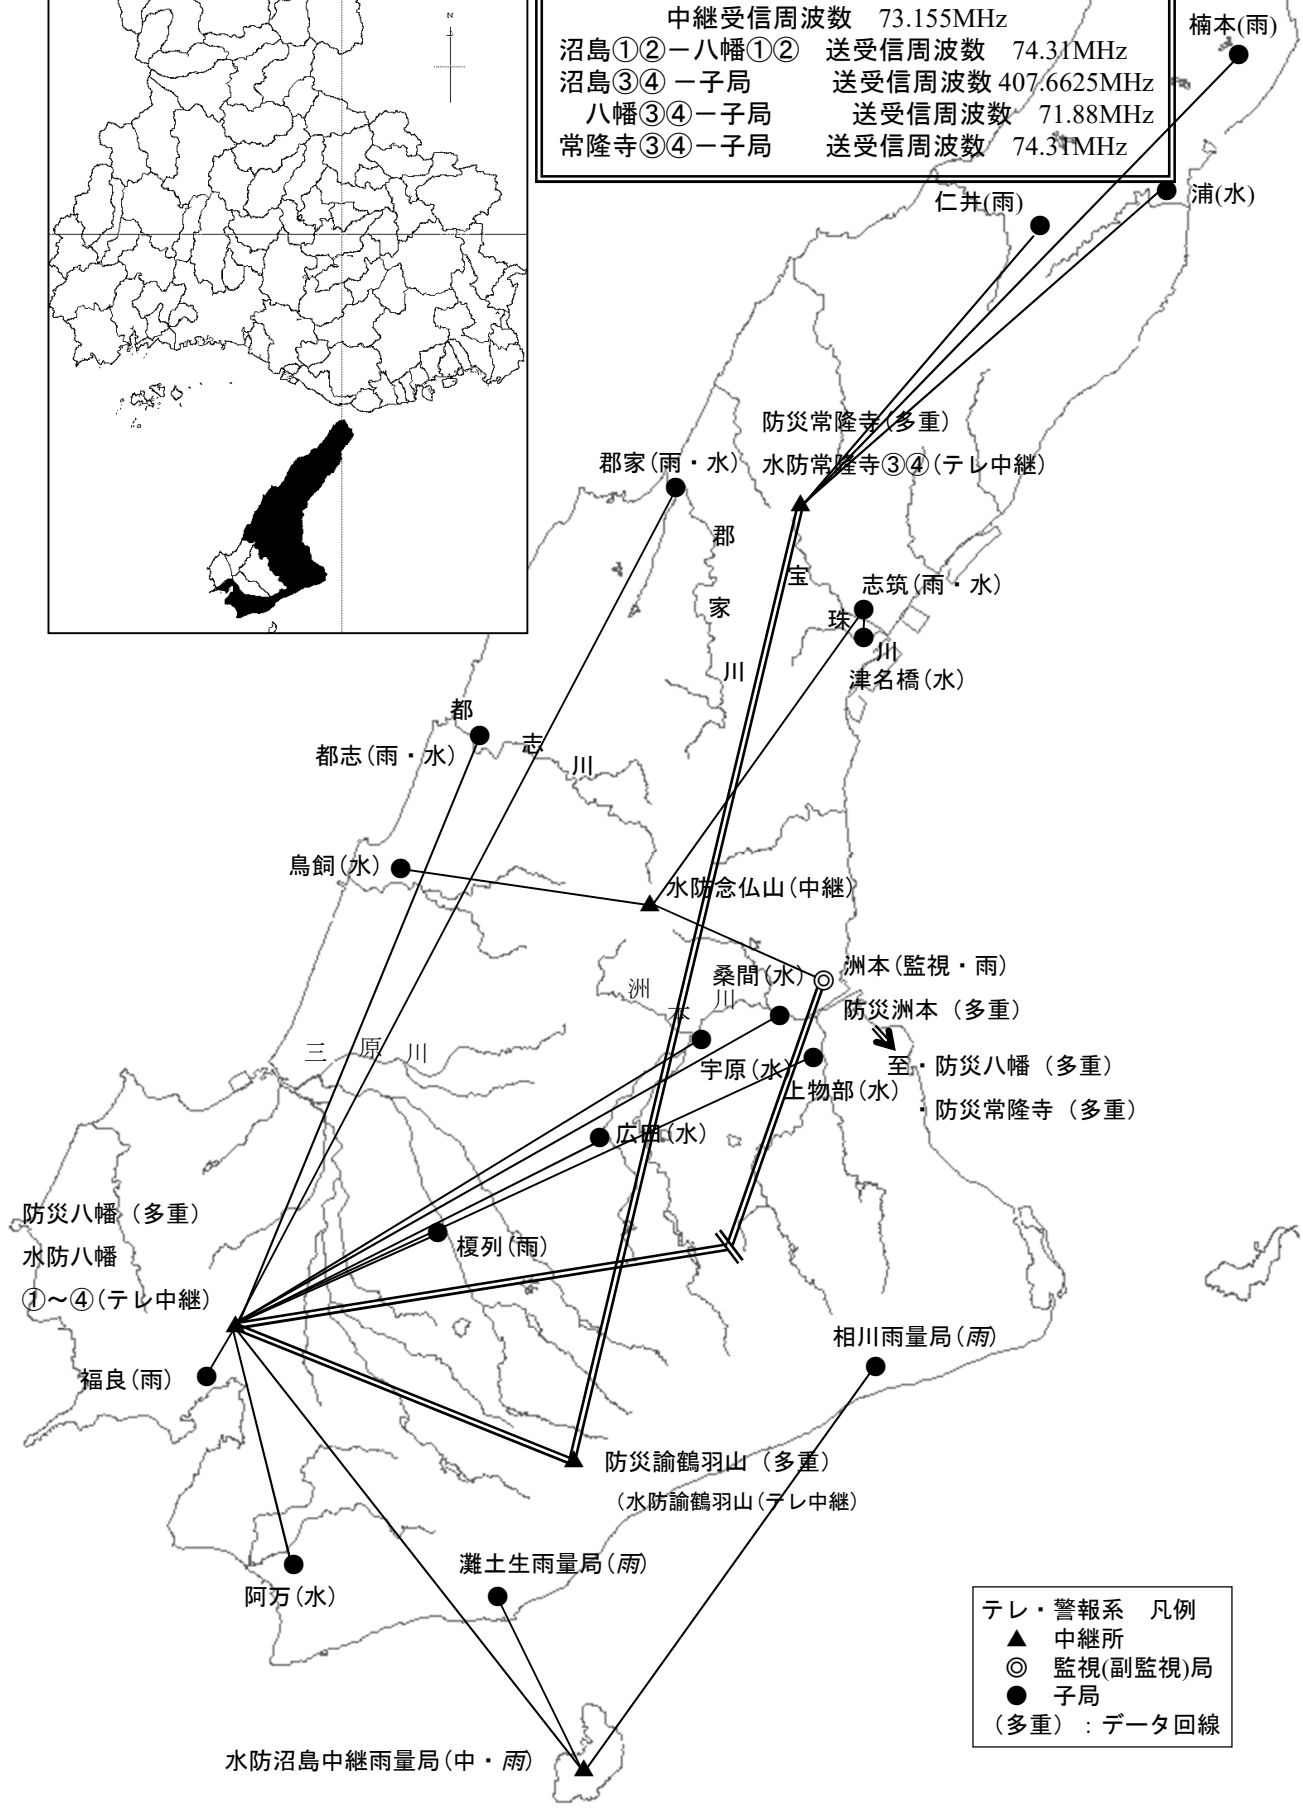 N
中継受信周波数 73.155MHz
沼島①②－八幡①② 送受信周波数 74.31MHz
沼島③④ －子局 送受信周波数 407.6625MHz
八幡③④－子局 送受信周波数 71.88MHz
常隆寺③④－子局 送受信周波数 74.31MHz
楠本(雨)
浦(水)
仁井(雨)
防災常隆寺(多重)
水防常隆寺③④(テレ中継)
郡家(雨・水)
郡
家
川
宝
珠
川
志筑(雨・水)
津名橋(水)
都
志
川
都志(雨・水)
鳥飼(水)
水防念仏山(中継)
洲
本
川
桑間(水)
洲本(監視・雨)
防災洲本（多重）
至・防災八幡（多重）
・防災常隆寺（多重）
三
原
川
宇原(水)
上物部(水)
広田(水)
防災八幡（多重）
水防八幡
①～④(テレ中継)
榎列(雨)
福良(雨)
相川雨量局(雨)
防災諭鶴羽山（多重）
（水防諭鶴羽山(テレ中継)
灘土生雨量局(雨)
阿万(水)
水防沼島中継雨量局(中・雨)
テレ・警報系 凡例
▲ 中継所
◎ 監視(副監視)局
● 子局
（多重）：データ回線